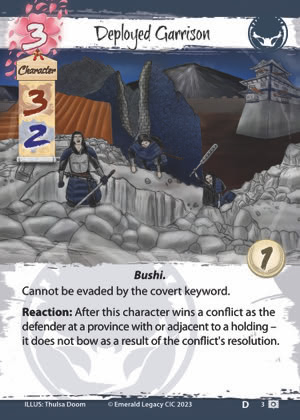 3
Deployed Garrison
Character
3
2
1
Bushi.
Cannot be evaded by the covert keyword.
Reaction: After this character wins a conflict as the
defender at a province with or adjacent to a holding –
it does not bow as a result of the conflict's resolution.
ILLUS: Thulsa Doom © Emerald Legacy CIC 2023 D 3